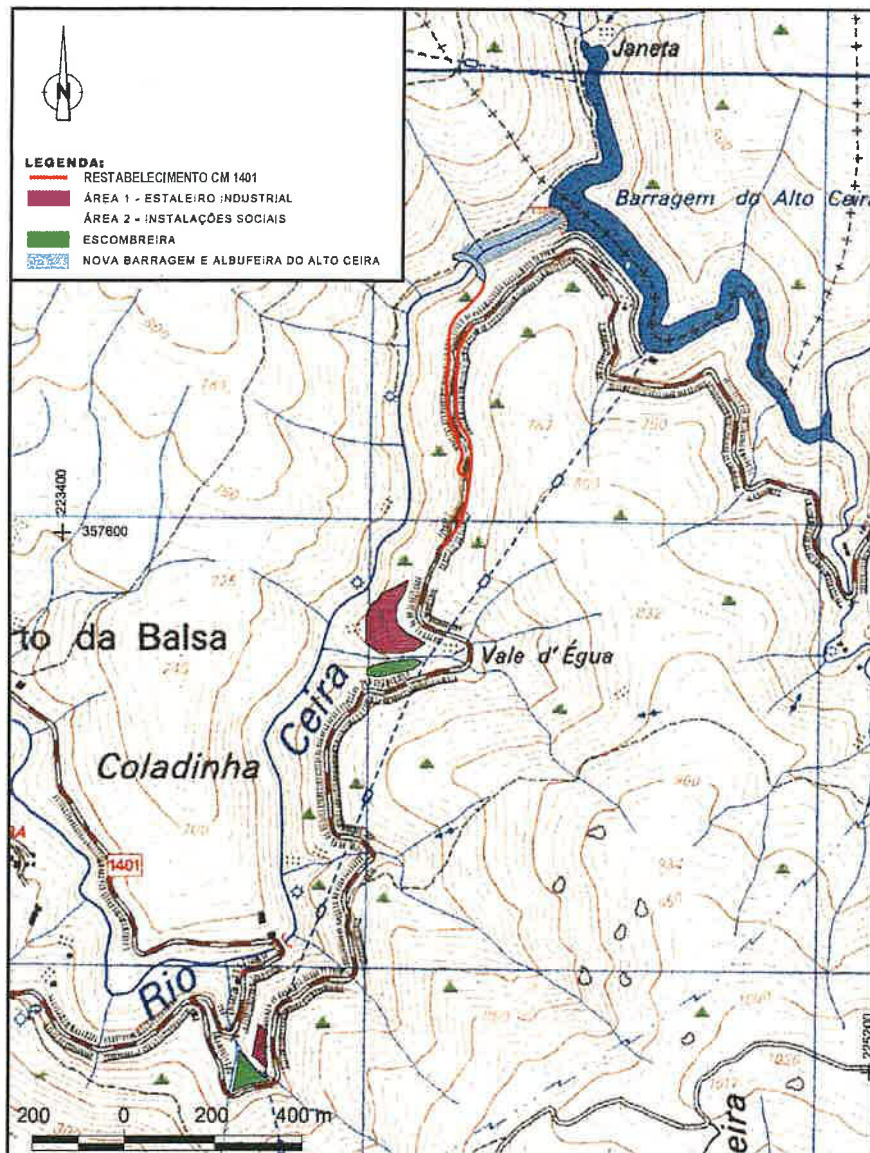 N
LEGENDA:
RESTABELECIMENTO CM 1401
ÁREA 1 - ESTALEIRO INDUSTRIAL
ÁREA 2 - INSTALAÇÕES SOCIAIS
ESCOMBREIRA
NOVA BARRAGEM E ALBUFEIRA DO ALTO CEIRA
Janeta
Barragem do Alto Ceira
223400
357600
to da Balsa
Vale d'Égua
Ceira
Coladinha
700
1401
Rio
225200
eira
200 0 200 400 m